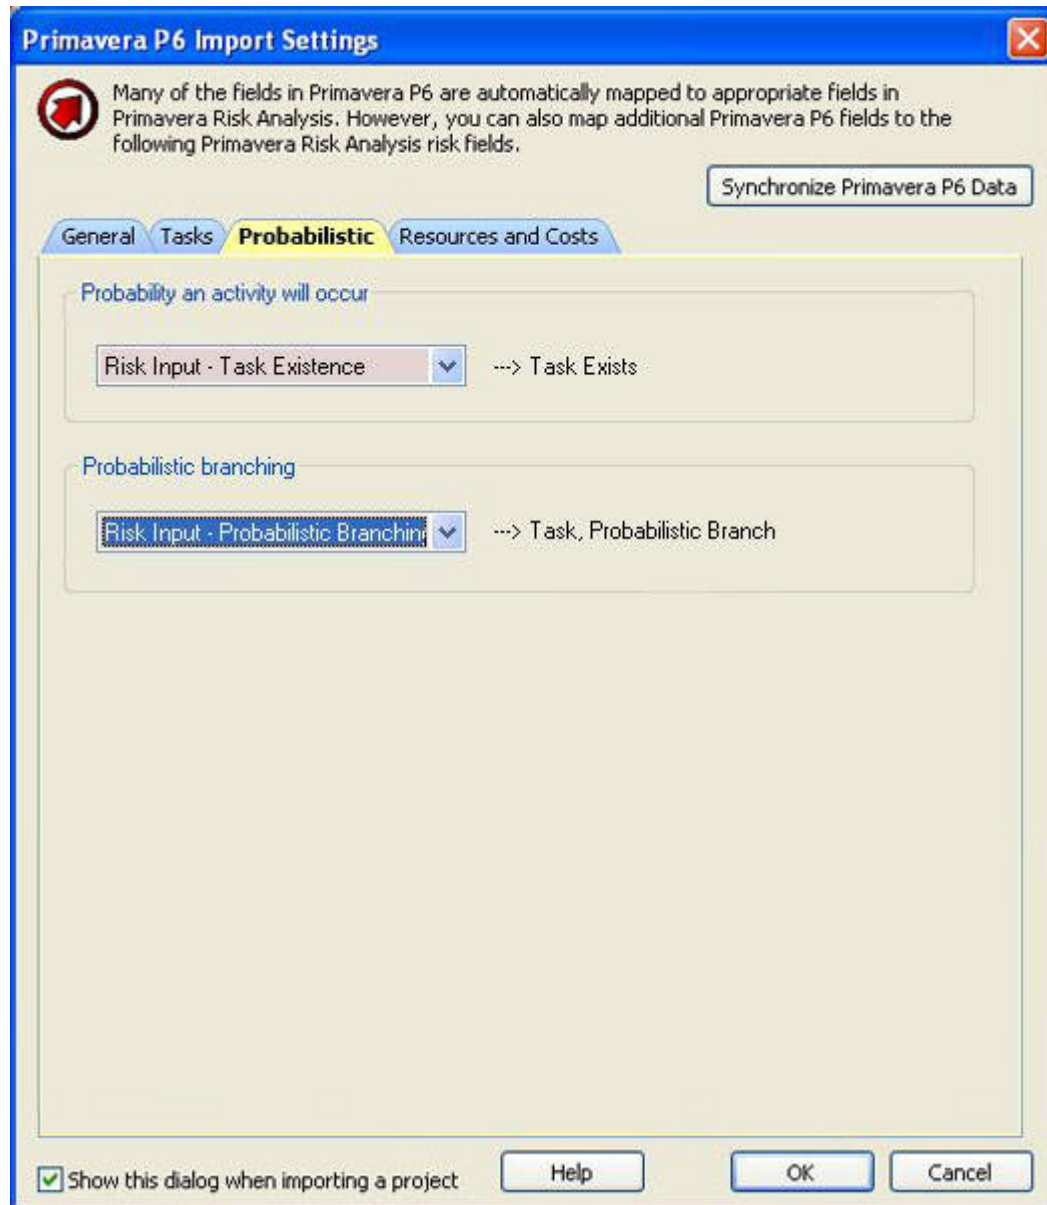 Primavera P6 Import Settings
Many of the fields in Primavera P6 are automatically mapped to appropriate fields in
Primavera Risk Analysis. However, you can also map additional Primavera P6 fields to the
following Primavera Risk Analysis risk fields.
Synchronize Primavera P6 Data
General Tasks Probabilistic Resources and Costs
Probability an activity will occur
Risk Input - Task Existence ---> Task Exists
Probabilistic branching
Risk Input - Probabilistic Branching ---> Task, Probabilistic Branch
Show this dialog when importing a project Help OK Cancel